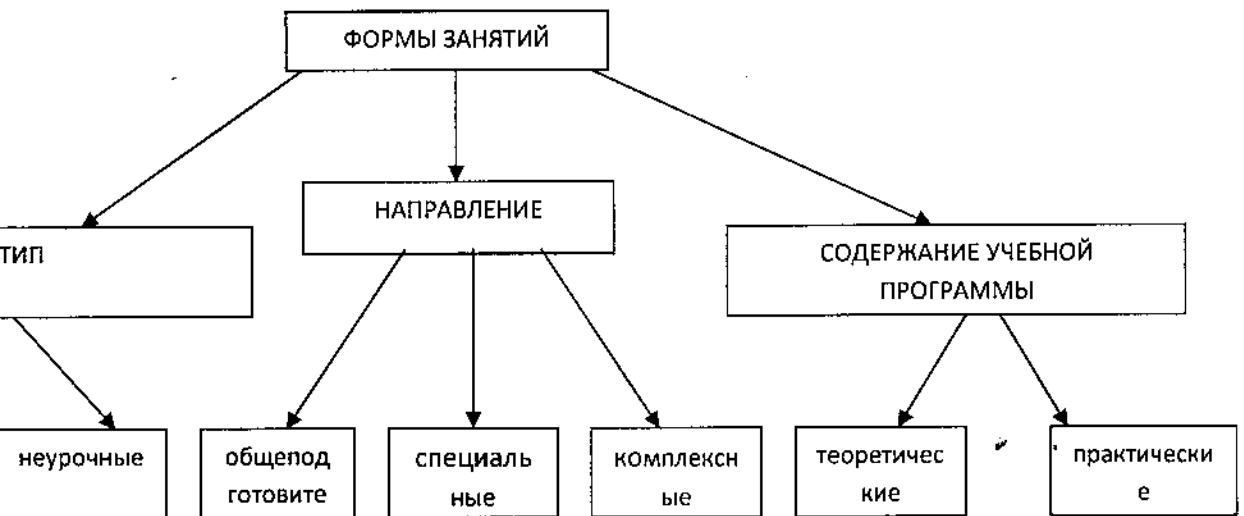 ФОРМЫ ЗАНЯТИЙ
НАПРАВЛЕНИЕ
ТИП
СОДЕРЖАНИЕ УЧЕБНОЙ
ПРОГРАММЫ
неурочные
общепод
готовите
специаль
ные
комплексн
ые
теоретичес
кие
практически
е